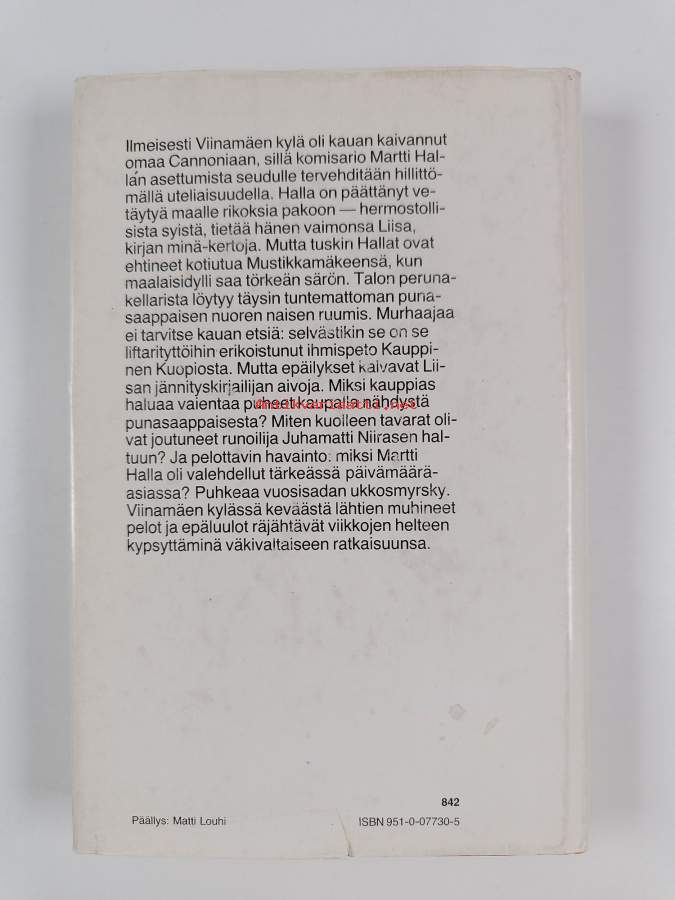 Ilmeisesti Viinamäen kylä oli kauan kaivannut
omaa Cannoniaan, sillä komisario Martti Hal-
lan asettumista seudulle tervehditään hillittö-
mällä uteliaisuudella. Halla on päättänyt ve-
täytyä maalle rikoksia pakoon — hermostolli-
sista syistä, tietää hänen vaimonsa Liisa,
kirjan minä-kertoja. Mutta tuskin Hallat ovat
ehtineet kotiutua Mustikkamäkeensä, kun
maalaisidylli saa törkeän särön. Talon peruna-
kellarista löytyy täysin tuntemattoman puna-
saappaisen nuoren naisen ruumis. Murhaajaa
ei tarvitse kauan etsiä: selvästikin se on se
liftarityttöihin erikoistunut ihmispeto Kauppi-
nen Kuopiosta. Mutta epäilykset kalvavat Lii-
san jännityskirjailijan aivoja. Miksi kauppias
haluaa vaientaa puheet kaupalla nähdystä
punasaappaisesta? Miten kuolleen tavarat oli-
vat joutuneet runoilija Juhamatti Niirasen hal-
tuun? Ja pelottavin havainto: miksi Martti
Halla oli valehdellut tärkeässä päivämäärä-
asiassa? Puhkeaa vuosisadan ukkosmyrsky.
Viinamäen kylässä keväästä lähtien muhineet
pelot ja epäluulot räjähtävät viikkojen helteen
kypsyttäminä väkivaltaiseen ratkaisuunsa.
842
Päällys: Matti Louhi
ISBN 951-0-07730-5